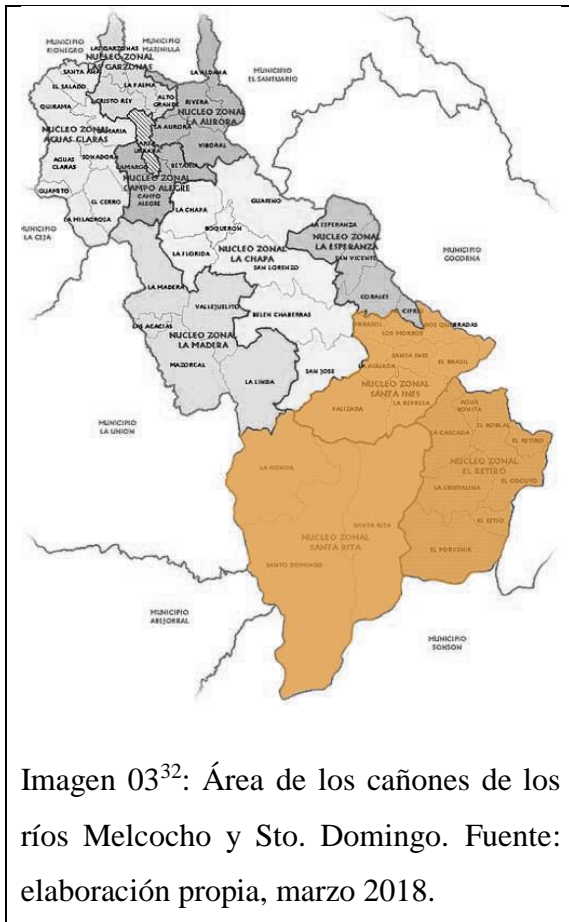 MUNICIPIO
RIONEGRO
MUNICIPIO
MARINILLA
LAS GARZONAS
NUCLEO ZONAL
LAS GARZONAS
SANTA ANA
LA PALMA
EL SALADO
CRISTO REY
ALTO
GRANDE
LA ALDANA
MUNICIPIO
EL SANTUARIO
RIVERA
NUCLEO ZONAL
LA AURORA
LA AURORA
VIBORAL
QUIRAMA
NUCLEO ZONAL
AGUAS CLARAS
AREA
URBANA
AGUAS
CLARAS
SONADORA
CAMARGO
BETANIA
NUCLEO ZONAL
CAMPO ALEGRE
CAMPO
ALEGRE
GUAMITO
EL CERRO
LA MILAGROSA
MUNICIPIO
LA CEJA
GUARINO
LA CHAPA
BOQUERON
NUCLEO ZONAL
LA CHAPA
LA FLORIDA
SAN LORENZO
LA ESPERANZA
NUCLEO ZONAL
LA ESPERANZA
SAN VICENTE
MUNICIPIO
COCORNA
LA MADERA
VALLEJUELITO
BELEN CHABERRAS
CORALES
CIFRES
DOS QUEBRADAS
LAS ACACIAS
NUCLEO ZONAL
LA MADERA
MAZORCAL
LA LINDA
SAN JOSE
LOS MORROS
SANTA INES
LA AGUADA
EL BRASIL
NUCLEO ZONAL
SANTA INES
LA REPRESA
PALIZADA
AGUA
BONITA
EL ROBLAL
LA CASCADA
EL RETIRO
NUCLEO ZONAL
EL RETIRO
EL COCUYO
LA CRISTALINA
EL PORVENIR
MUNICIPIO
LA UNION
LA HONDA
SANTA RITA
NUCLEO ZONAL
SANTA RITA
SANTO DOMINGO
MUNICIPIO
ABEJORRAL
MUNICIPIO
SONSON
Imagen 03³²: Área de los cañones de los
ríos Melcocho y Sto. Domingo. Fuente:
elaboración propia, marzo 2018.